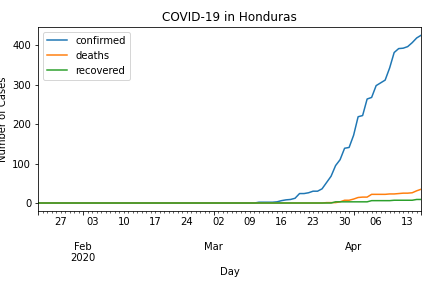 COVID-19 in Honduras
confirmed
deaths
recovered
Number of Cases
400
300
200
100
0
27 03 10 17 24 02 09 16 23 30 06 13
Feb Mar Apr
2020
Day